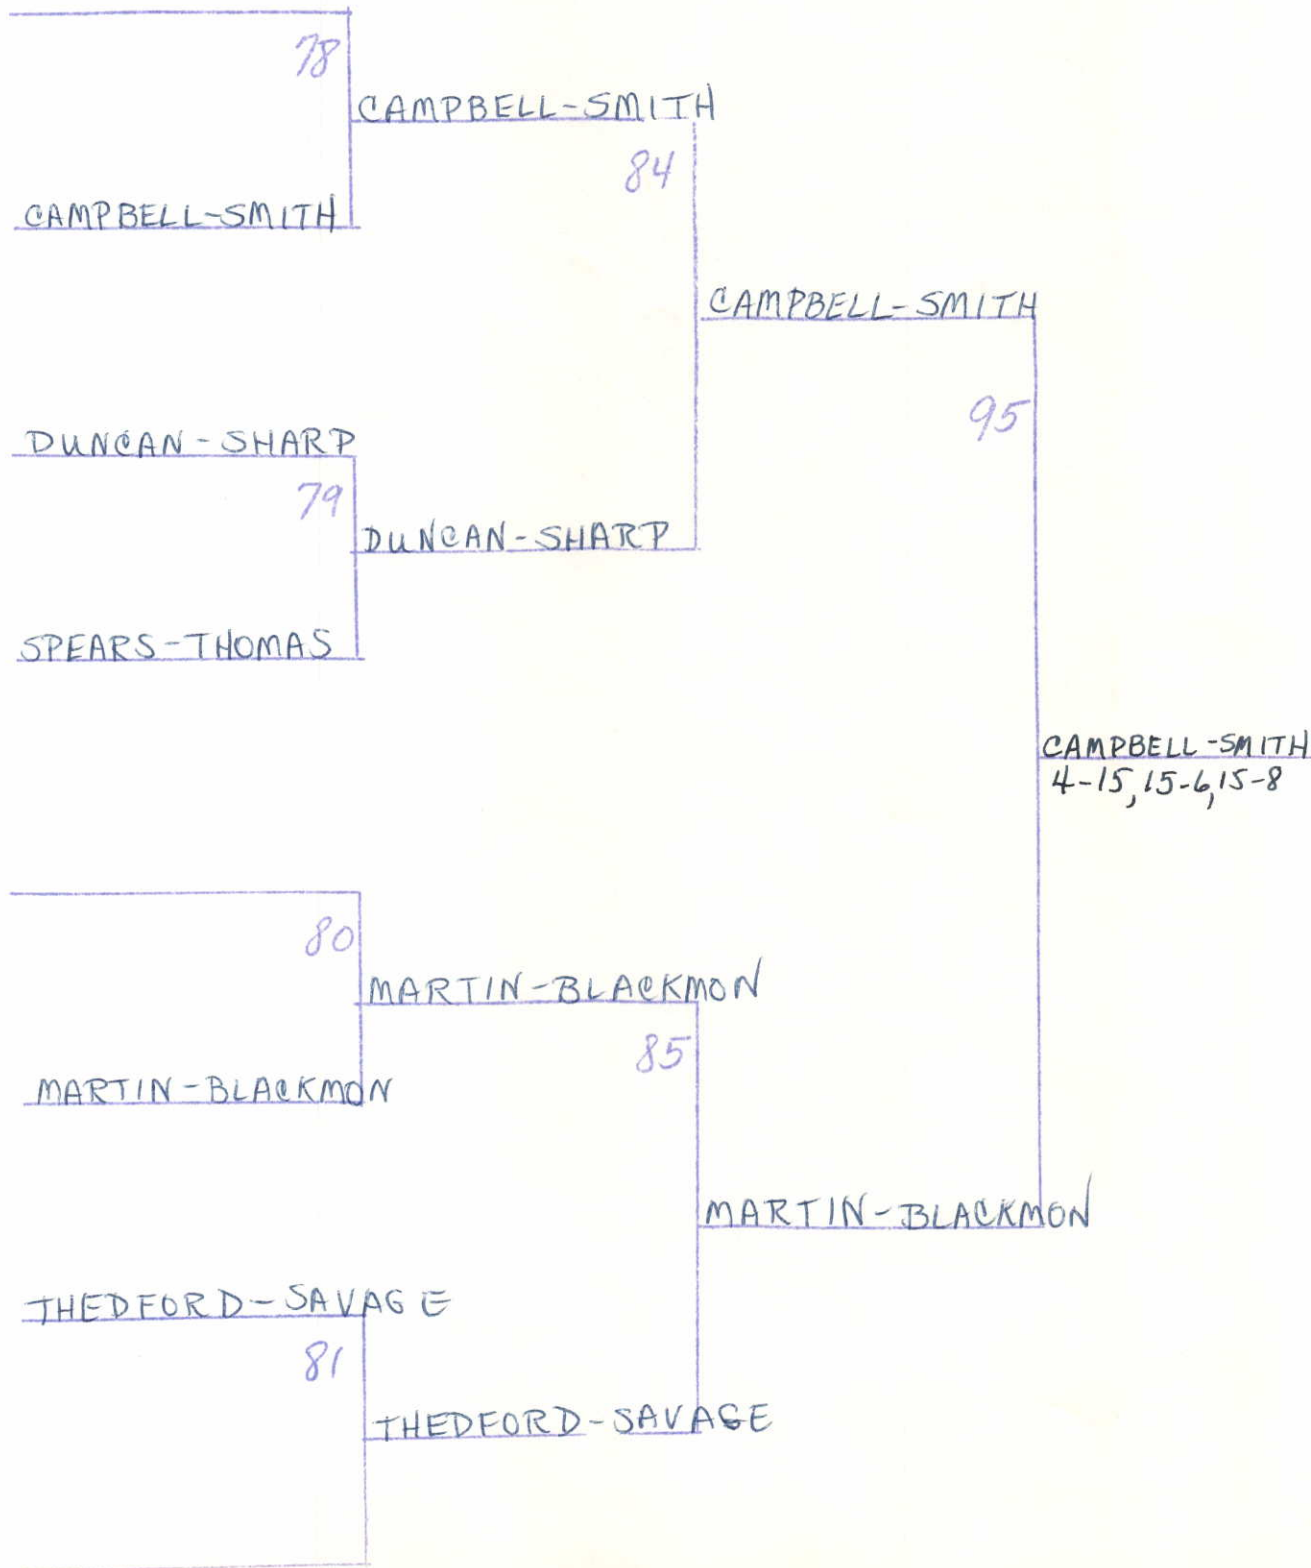 78
CAMPBELL-SMITH
84
CAMPBELL-SMITH
CAMPBELL-SMITH
95
DUNCAN-SHARP
79
DUNCAN-SHARP
SPEARS-THOMAS
CAMPBELL-SMITH
4-15, 15-6, 15-8
80
MARTIN-BLACKMON
85
MARTIN-BLACKMON
MARTIN-BLACKMON
THEDFORD-SAVAGE
81
THEDFORD-SAVAGE